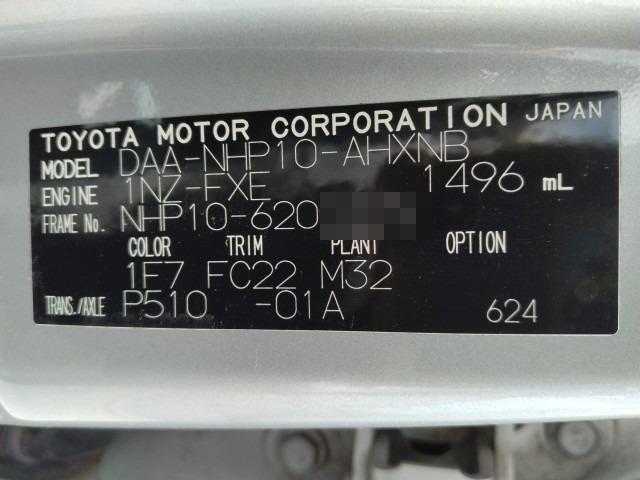 TOYOTA MOTOR CORPORATION JAPAN
MODEL DAA-NHP10-AHXNB
ENGINE 1NZ-FXE 1496 mL
FRAME No. NHP10-620
COLOR TRIM PLANT OPTION
1F7 FC22 M32
TRANS./AXLE P510 -01A 624